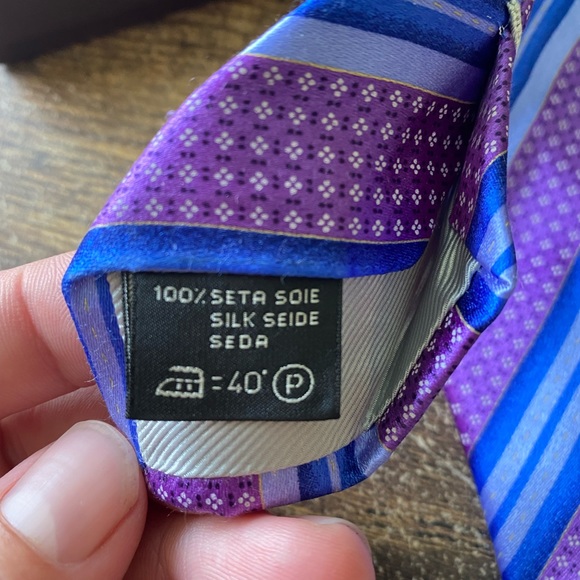 100% SETA SOIE
SILK SEIDE
SEDA
=40° P